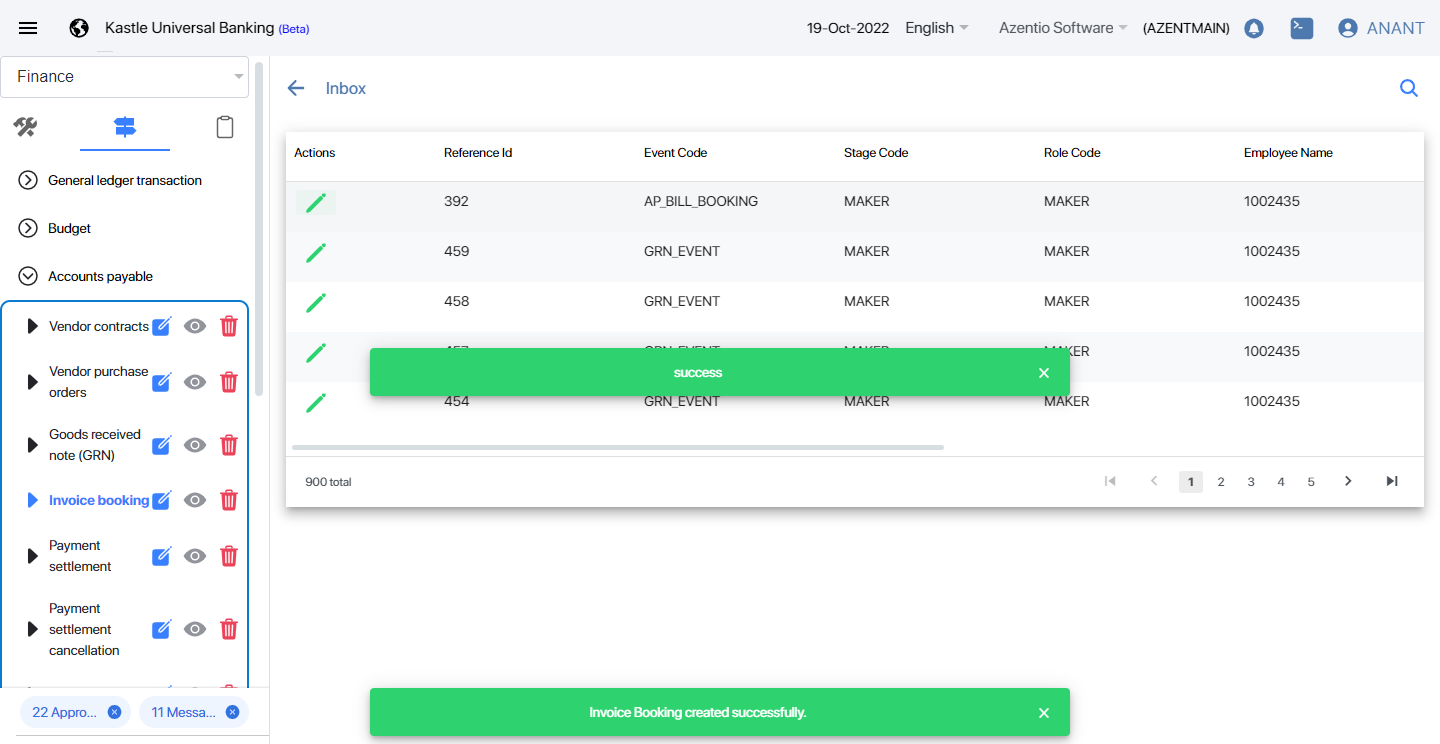 Kastle Universal Banking (Beta)
19-Oct-2022 English Azentio Software (AZENTMAIN) ANANT
Finance
General ledger transaction
Budget
Accounts payable
Vendor contracts
Vendor purchase
orders
Goods received
note (GRN)
Invoice booking
Payment
settlement
Payment
settlement
cancellation
22 Appro...
11 Messa...
Inbox
Actions Reference Id Event Code Stage Code Role Code Employee Name
392 AP_BILL_BOOKING MAKER MAKER 1002435
459 GRN_EVENT MAKER MAKER 1002435
458 GRN_EVENT MAKER MAKER 1002435
GRN_EVENT MAKER MAKER 1002435
success
454 GRN_EVENT MAKER MAKER 1002435
900 total
1 2 3 4 5
Invoice Booking created successfully.